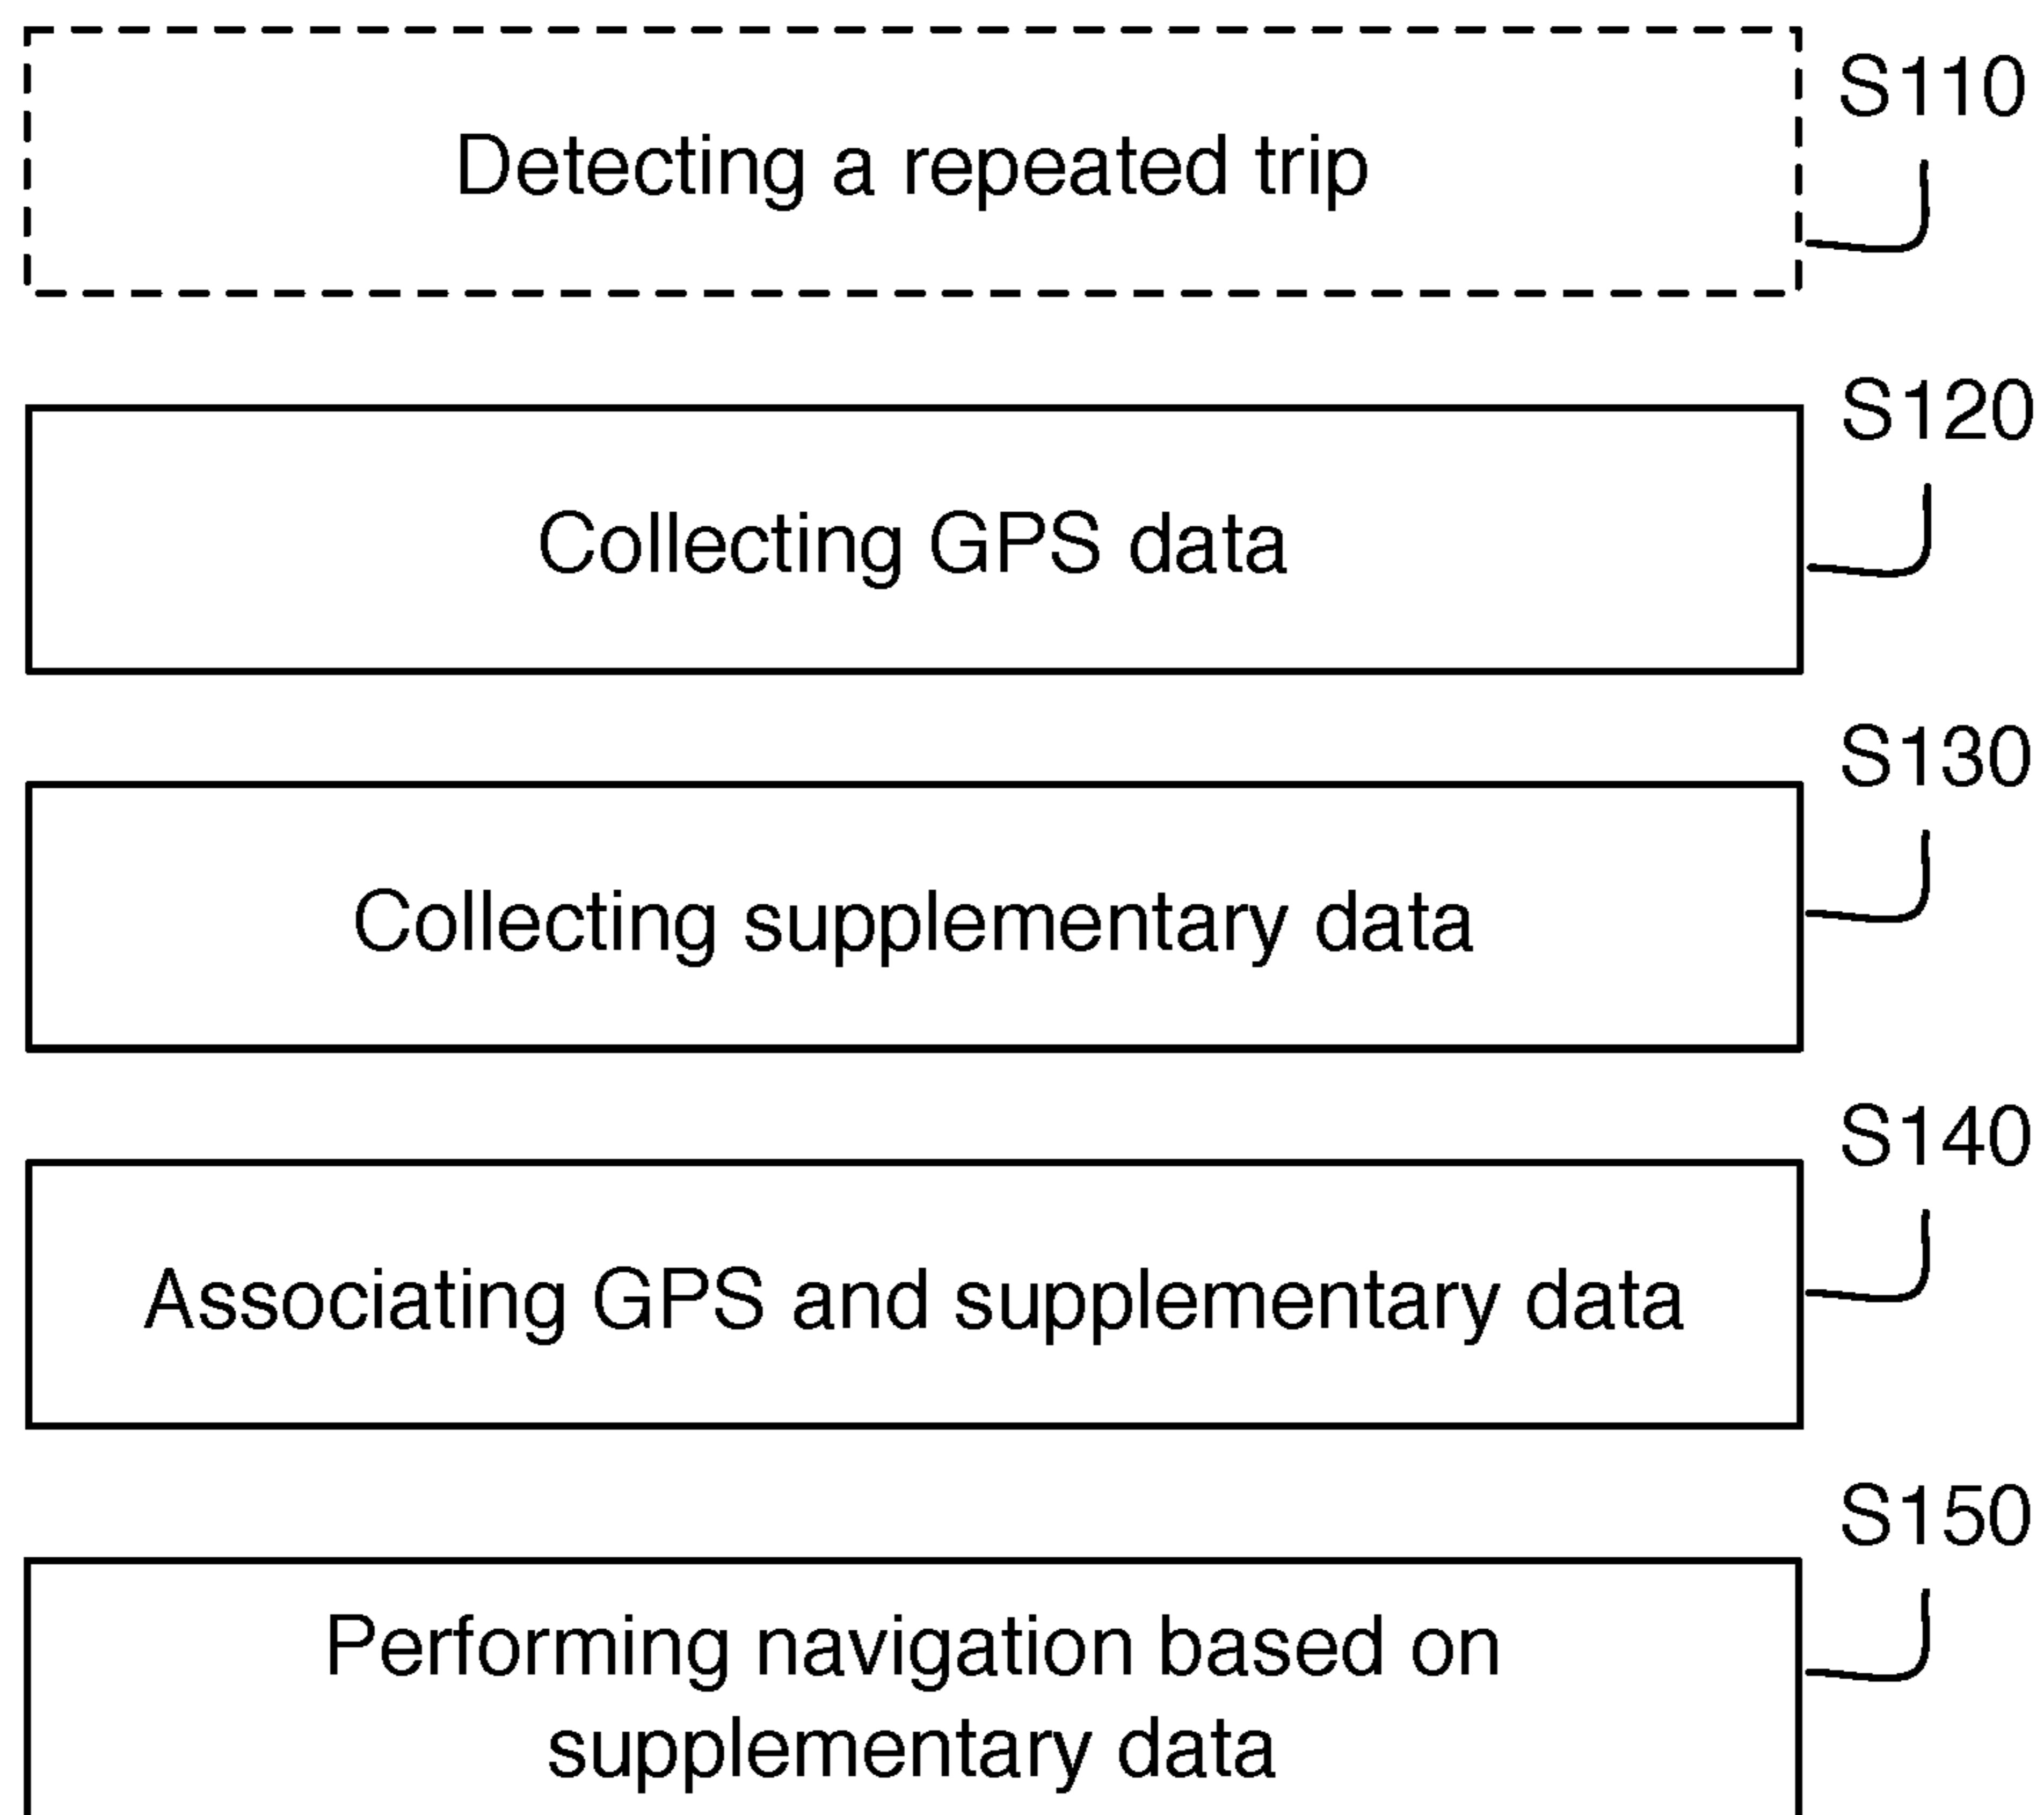 S110
Detecting a repeated trip
S120
Collecting GPS data
S130
Collecting supplementary data
S140
Associating GPS and supplementary data
S150
Performing navigation based on
supplementary data